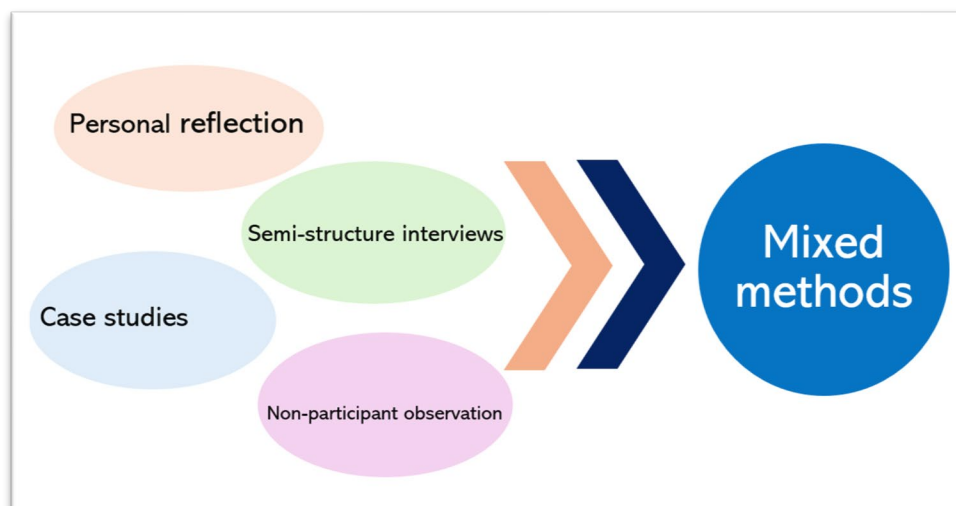 Personal reflection
Semi-structure interviews
Case studies
Non-participant observation
Mixed
methods